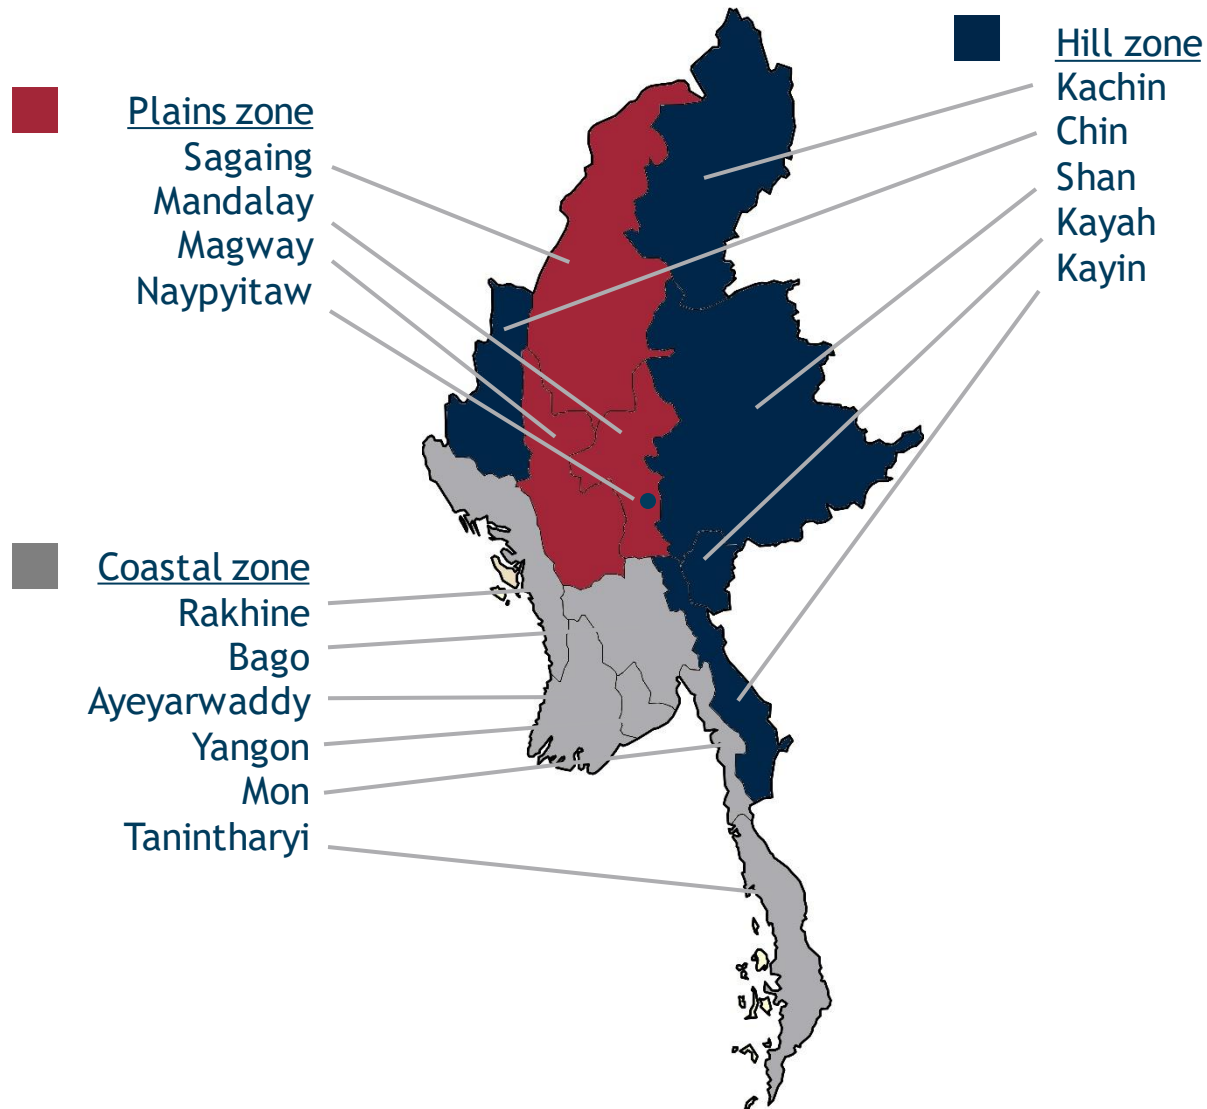 Plains zone
Sagaing
Mandalay
Magway
Naypyitaw
Hill zone
Kachin
Chin
Shan
Kayah
Kayin
Coastal zone
Rakhine
Bago
Ayeyarwaddy
Yangon
Mon
Tanintharyi